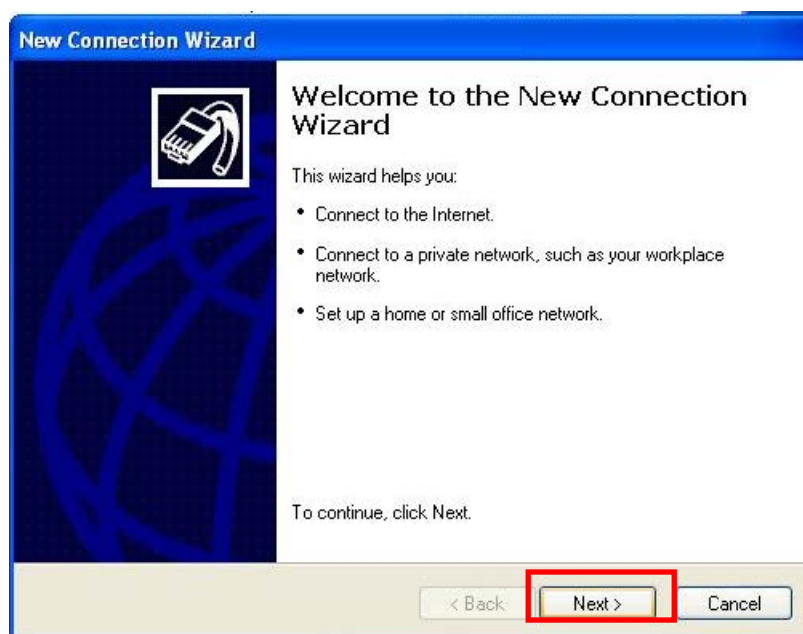 New Connection Wizard
Welcome to the New Connection
Wizard
This wizard helps you:
• Connect to the Internet.
• Connect to a private network, such as your workplace
network.
• Set up a home or small office network.
To continue, click Next.
< Back Next > Cancel